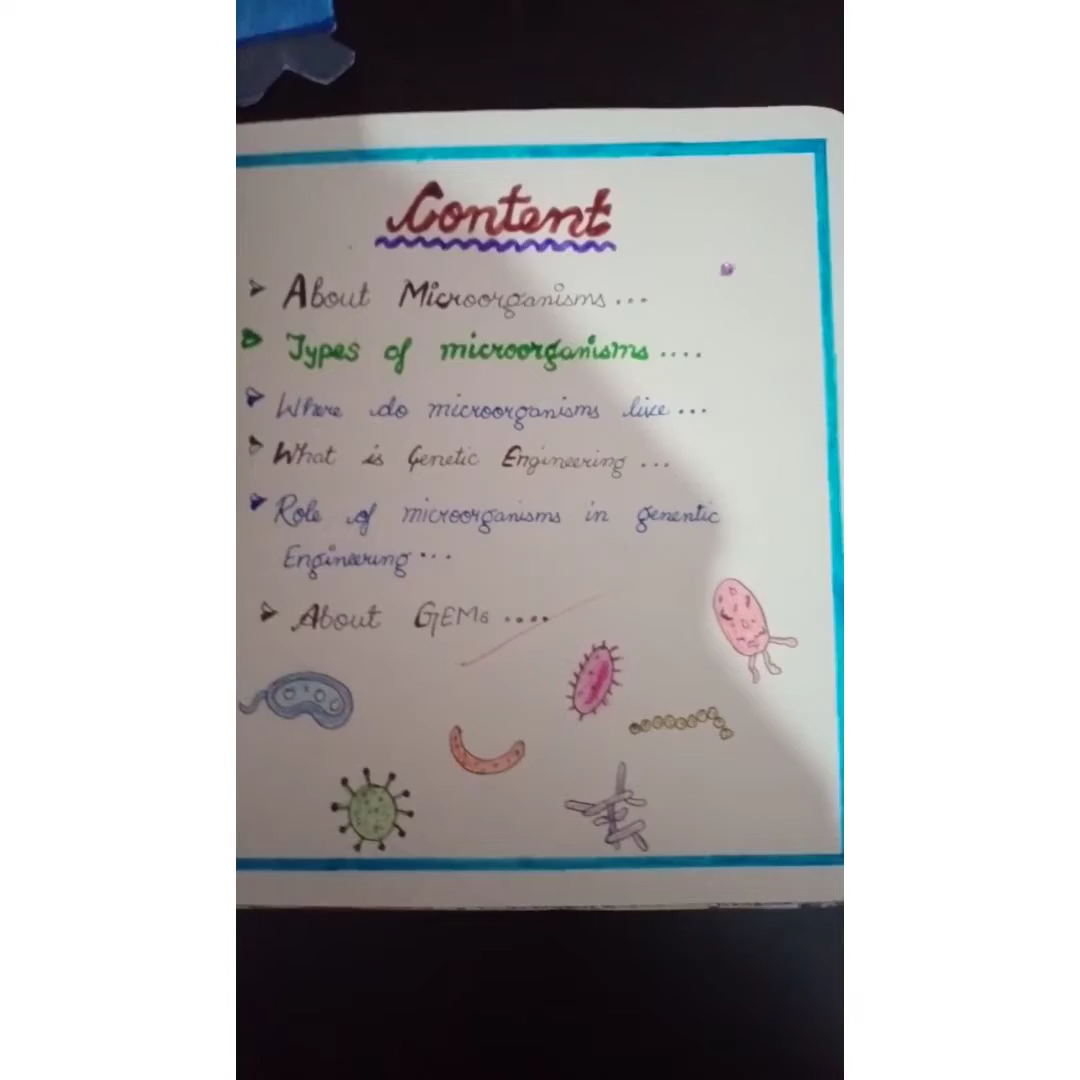 Content
About Microorganisms...
Types of microorganisms....
Where do microorganisms live...
What is Genetic Engineering...
Role of microorganisms in genentic
Engineering...
About GEMs....